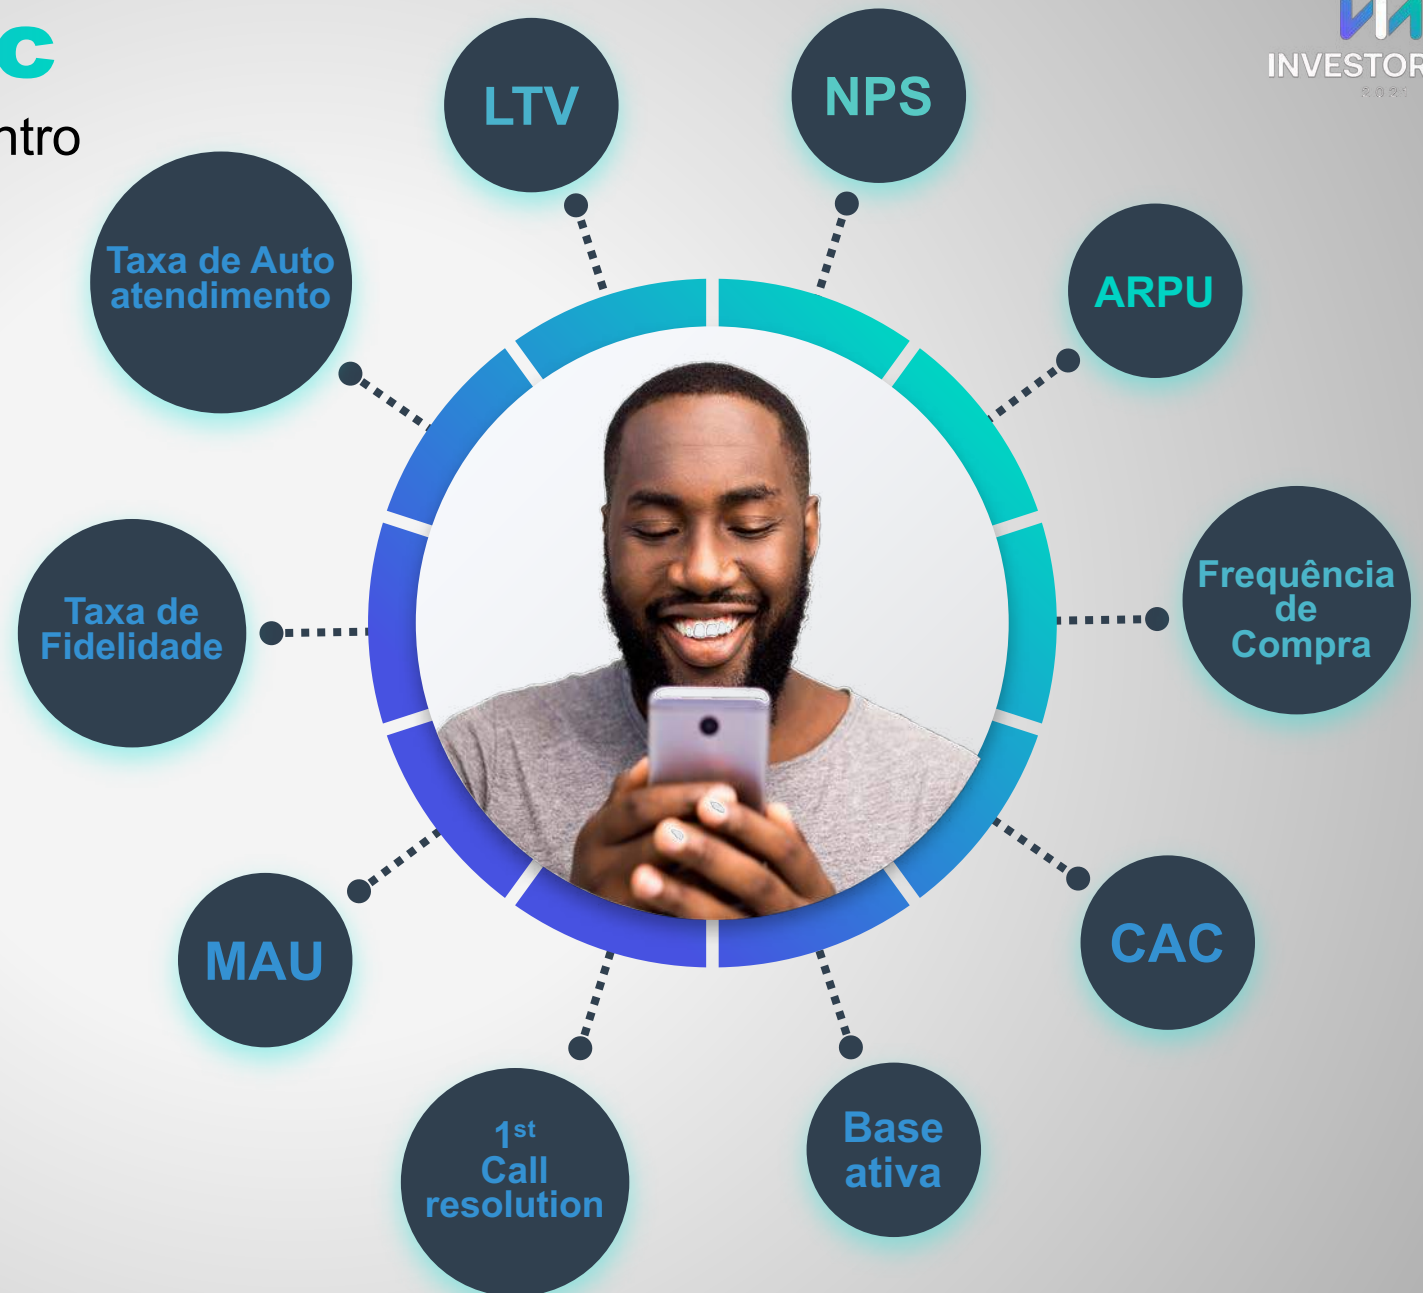 c
ntro
INVESTOR
2021
LTV
NPS
Taxa de Auto
atendimento
ARPU
Frequência
de
Compra
Taxa de
Fidelidade
MAU
CAC
1st
Call
resolution
Base
ativa